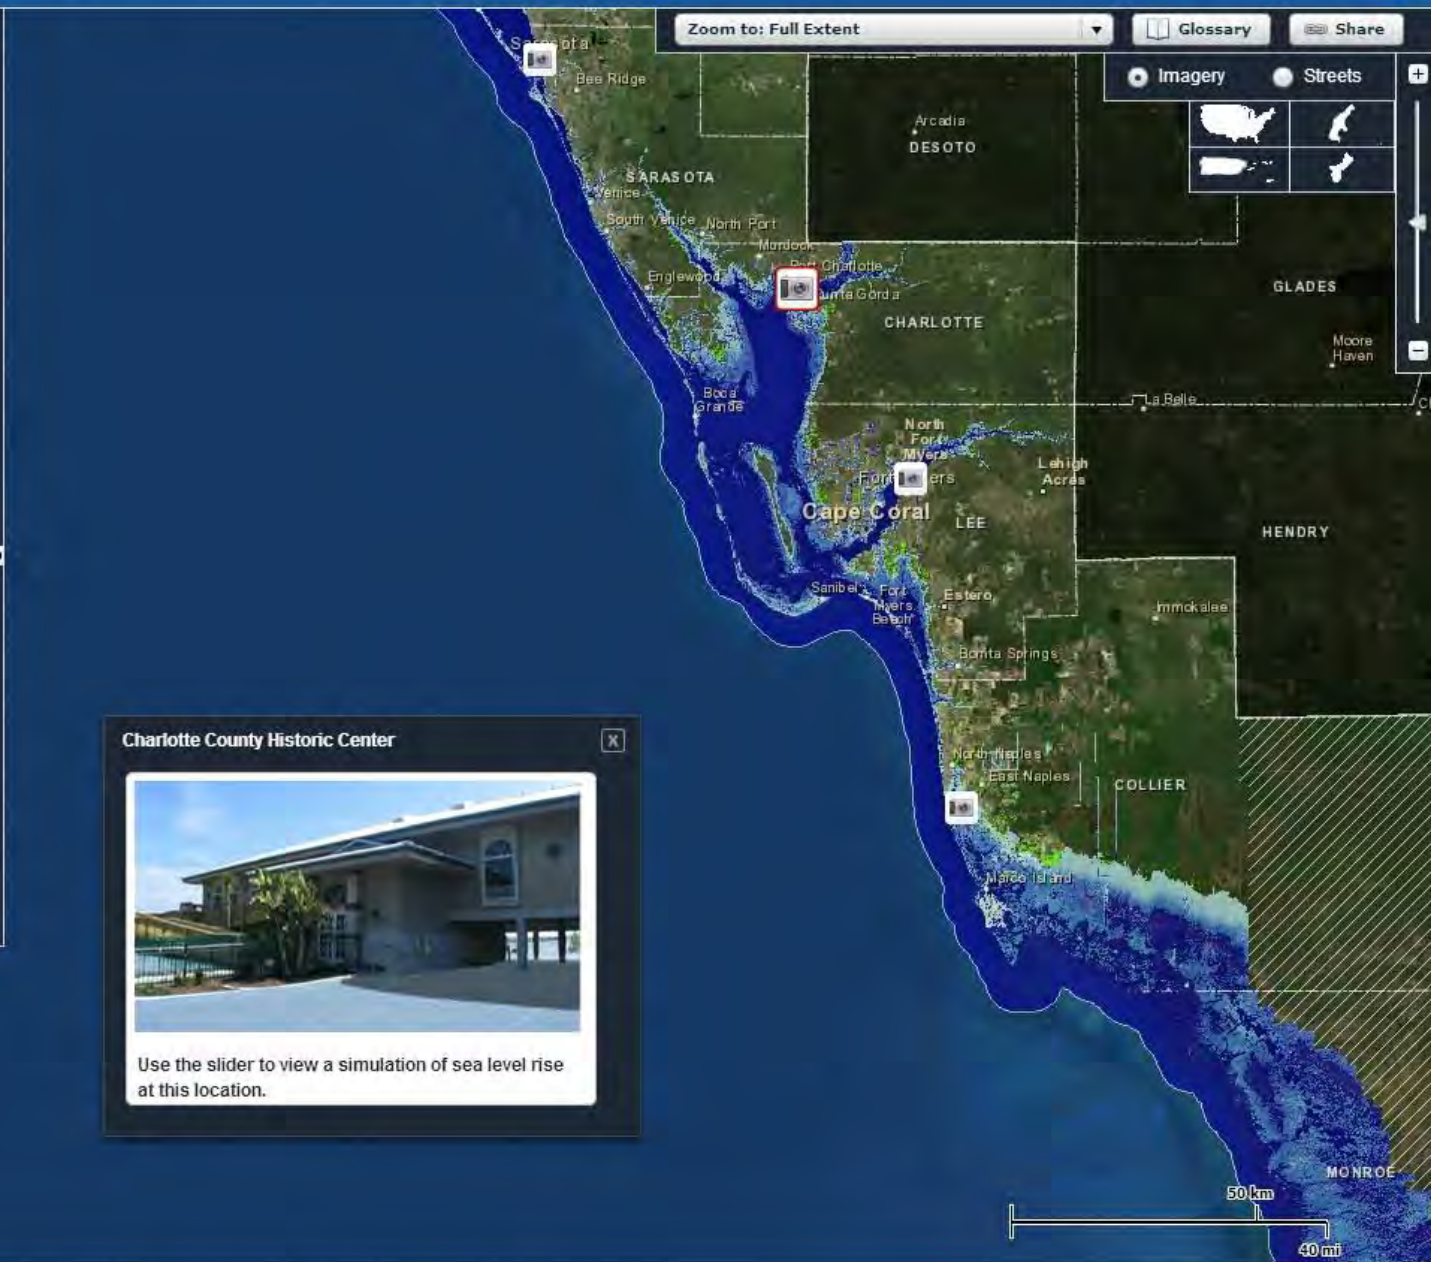 Zoom to: Full Extent
Glossary
Share
Imagery
Streets
Sarasota
Bee Ridge
Arcadia
DESOTO
SARASOTA
Venice
South Venice
North Port
Murdock
Port Charlotte
Englewood
Punta Gorda
GLADES
CHARLOTTE
Moore
Haven
Boca
Grande
La Belle
North
Fort
Myers
Lehigh
Acres
Cape Coral
LEE
HENDRY
Sanibel
Fort
Myers
Beach
Estero
Immokalee
Bonita Springs
North Naples
East Naples
COLLIER
Marco Island
MONROE
50 km
40 mi
Charlotte County Historic Center
X
Use the slider to view a simulation of sea level rise
at this location.